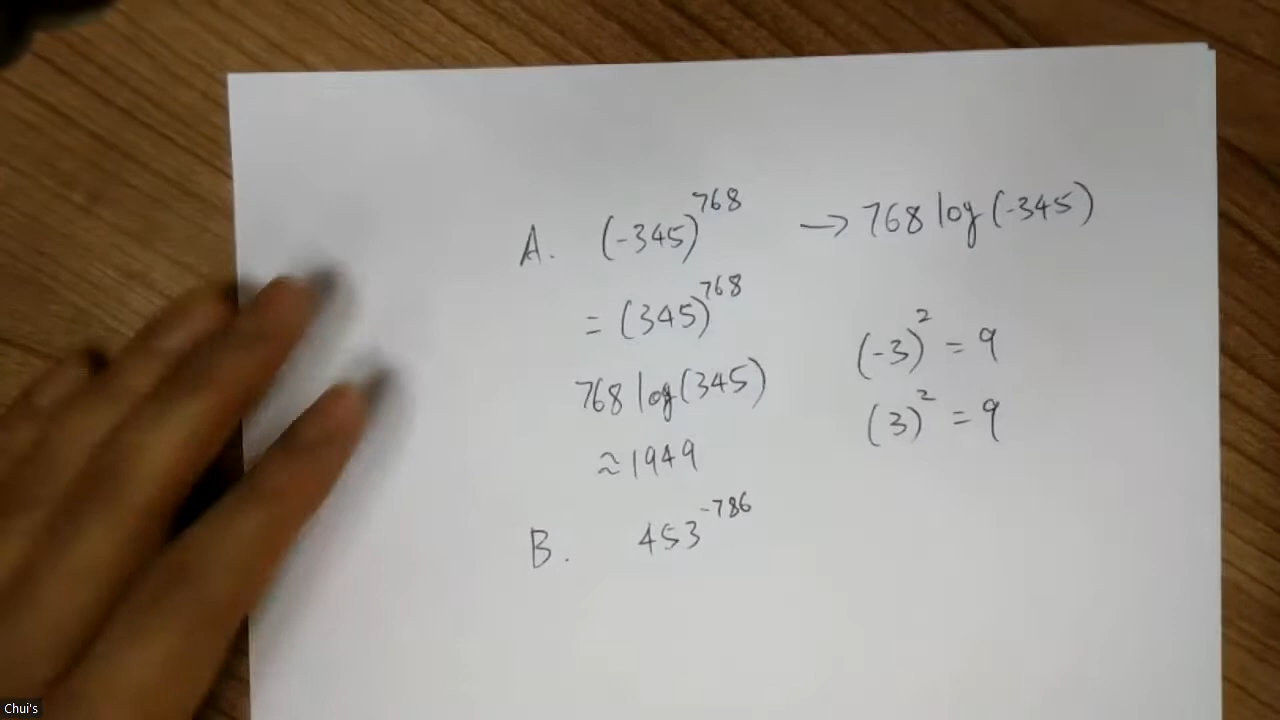 A. (-345)^768 → 768 log (-345)
= (345)^768
(-3)^2 = 9
768 log (345)
(3)^2 = 9
≈ 1949
B. 453^-786
Chui's